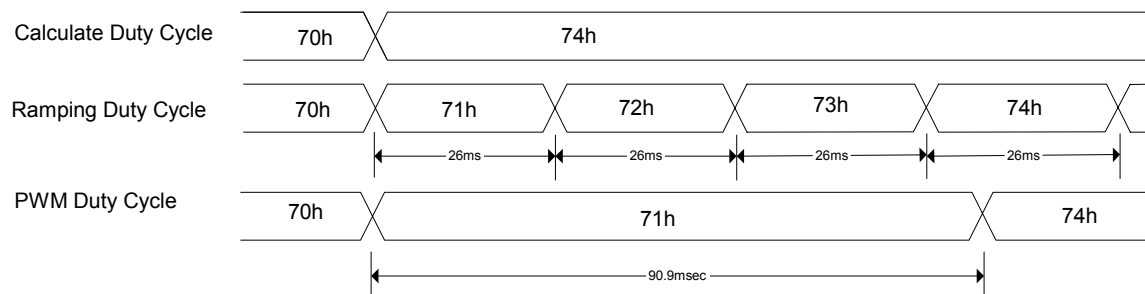 Calculate Duty Cycle 70h 74h
Ramping Duty Cycle 70h 71h 72h 73h 74h
26ms 26ms 26ms 26ms
PWM Duty Cycle 70h 71h 74h
90.9msec